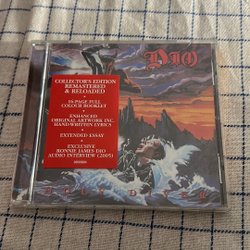 DIO
COLLECTOR'S EDITION
REMASTERED
& RELOADED
16-PAGE FULL
COLOUR BOOKLET
ENHANCED
ORIGINAL ARTWORK INC.
HAND-WRITTEN LYRICS
EXTENDED ESSAY
EXCLUSIVE
RONNIE JAMES DIO
AUDIO INTERVIEW (2005)